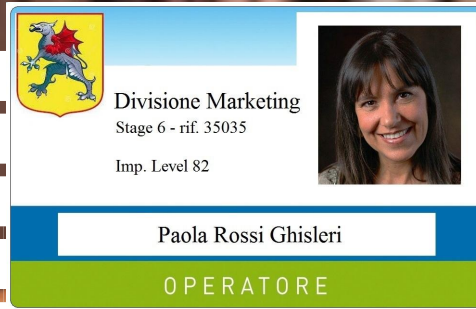 Divisione Marketing
Stage 6 - rif. 35035
Imp. Level 82
Paola Rossi Ghisleri
OPERATORE